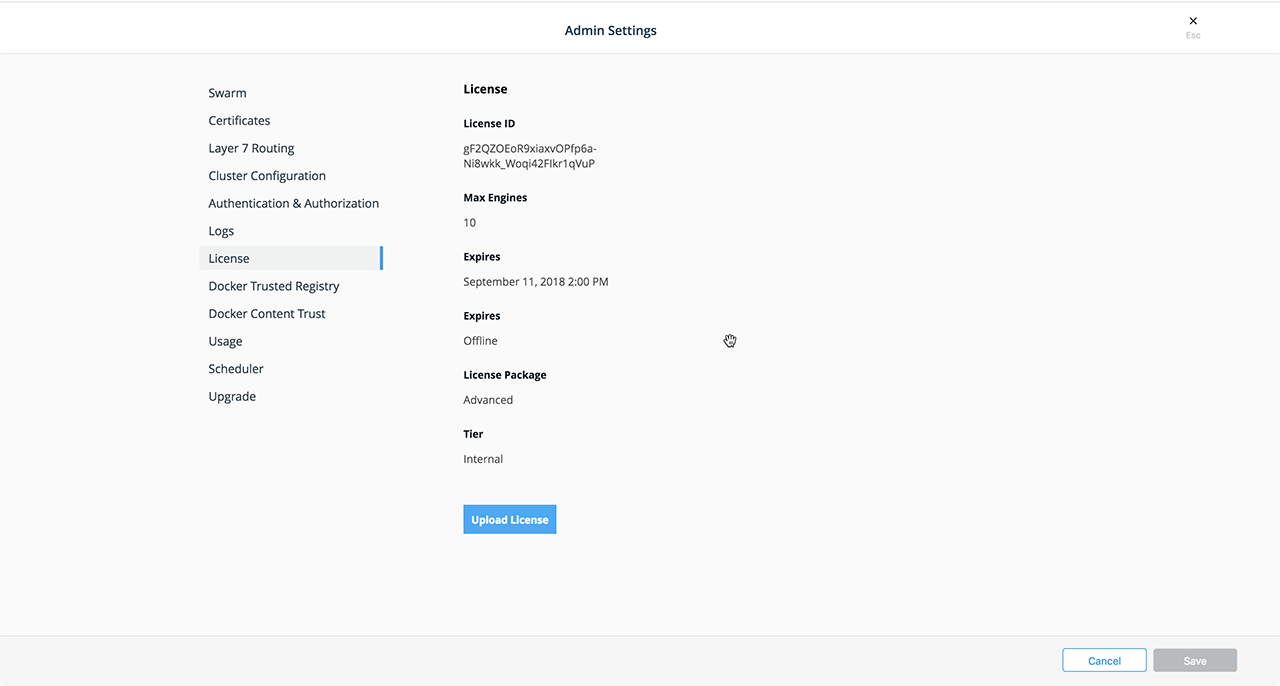 Admin Settings
Esc
Swarm
Certificates
Layer 7 Routing
Cluster Configuration
Authentication & Authorization
Logs
License
Docker Trusted Registry
Docker Content Trust
Usage
Scheduler
Upgrade
License
License ID
gF2QZOEoR9xiaxvOPfp6a-
Ni8wkk_Woqi42FIkr1qVuP
Max Engines
10
Expires
September 11, 2018 2:00 PM
Expires
Offline
License Package
Advanced
Tier
Internal
Upload License
Cancel
Save